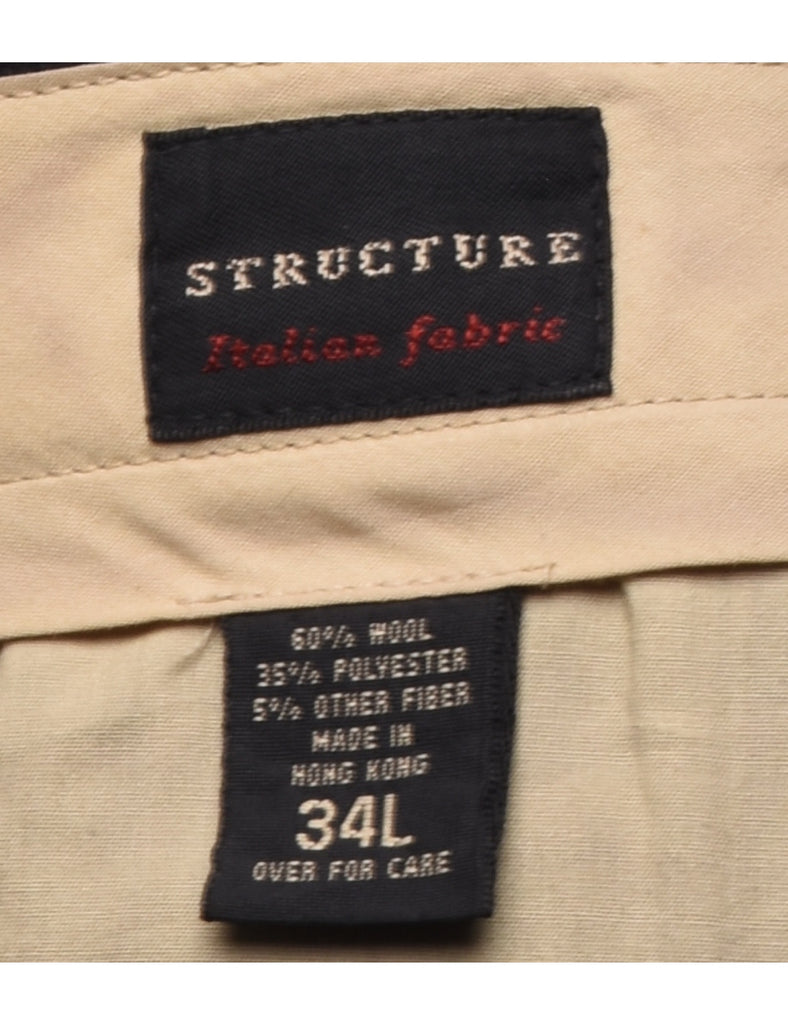 STRUCTURE
Italian fabric
60% WOOL
35% POLYESTER
5% OTHER FIBER
MADE IN
HONG KONG
34L
OVER FOR CARE